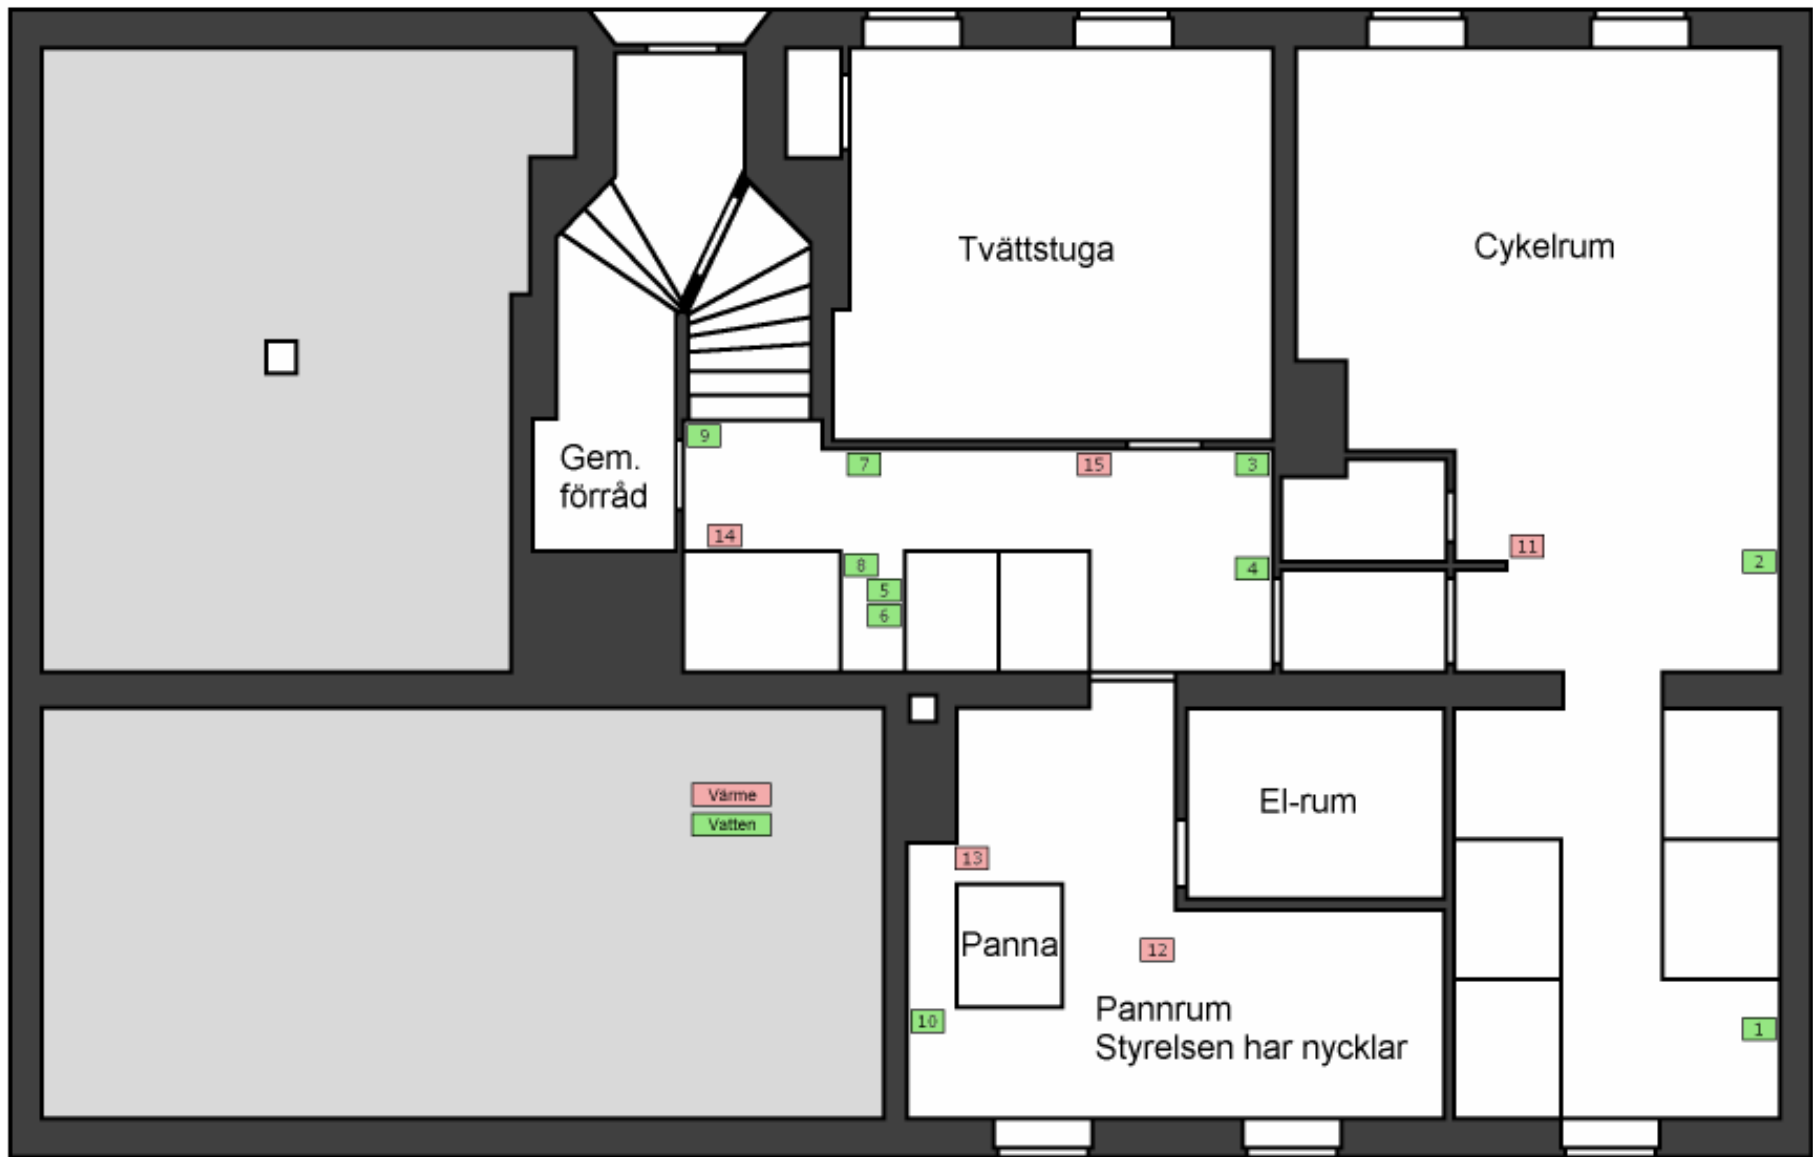 Tvättstuga
Cykelrum
Gem.
förråd
9
7
15
3
14
8
5
6
4
11
2
Värme
Vatten
El-rum
13
Panna
12
10
Pannrum
Styrelsen har nycklar
1